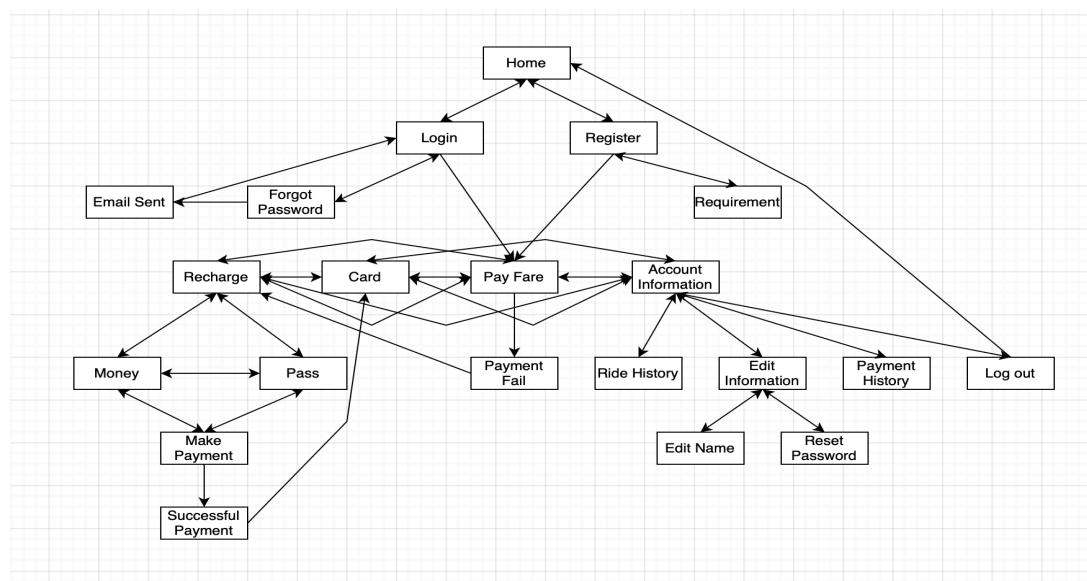 Home
Login
Register
Email Sent
Forgot
Password
Requirement
Recharge
Card
Pay Fare
Account
Information
Money
Pass
Payment
Fail
Ride History
Edit
Information
Payment
History
Log out
Make
Payment
Edit Name
Reset
Password
Successful
Payment